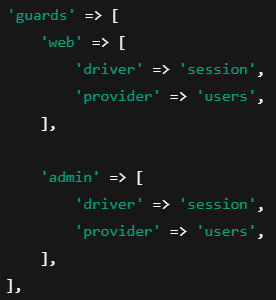 'guards' => [
    'web' => [
        'driver' => 'session',
        'provider' => 'users',
    ],

    'admin' => [
        'driver' => 'session',
        'provider' => 'users',
    ],
],